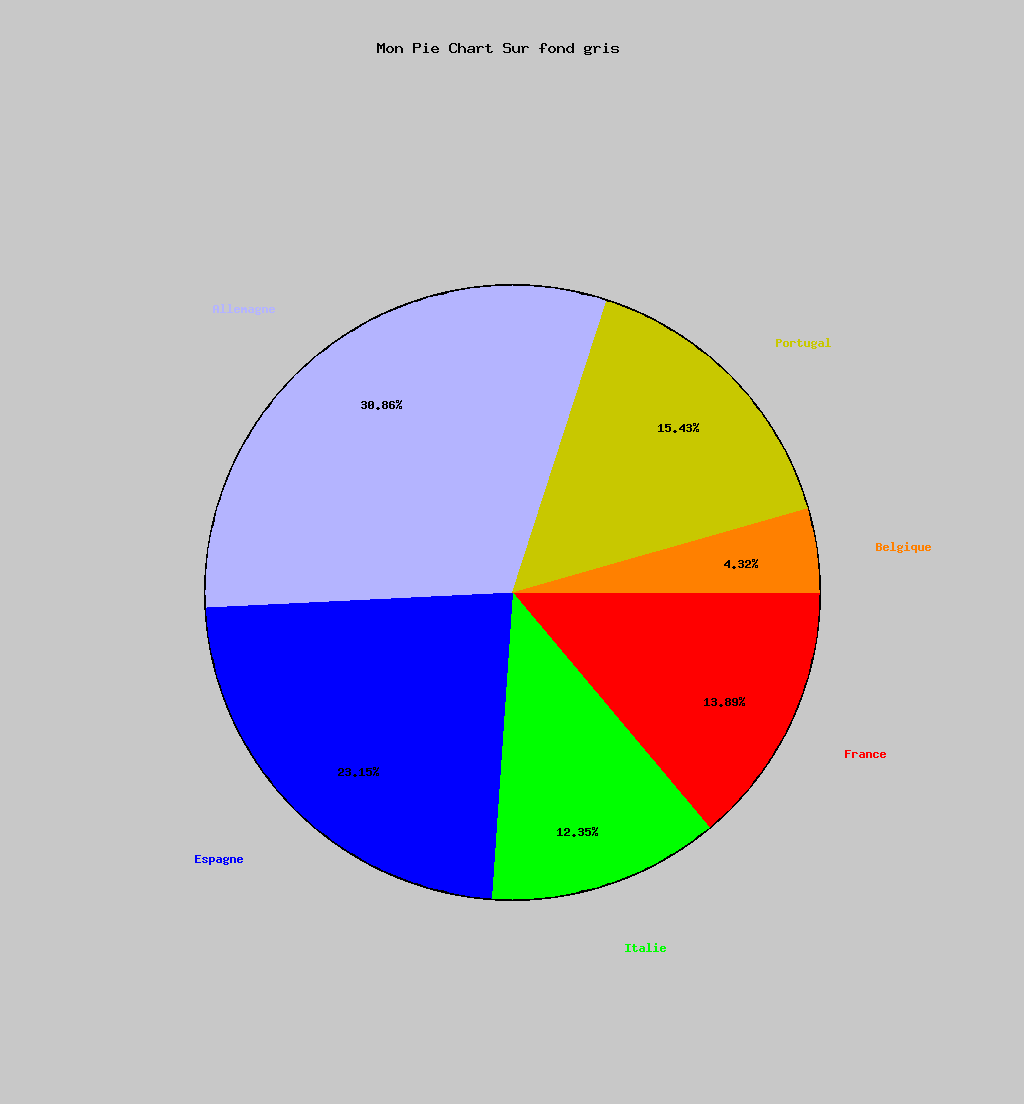 Mon Pie Chart Sur fond gris
Allemagne
Portugal
30.86%
15.43%
Belgique
4.32%
13.89%
France
23.15%
12.35%
Espagne
Italie